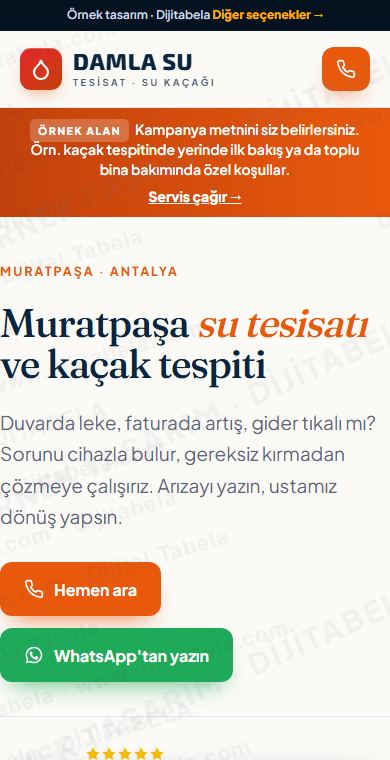 Örnek tasarım · Dijitabela Diğer seçenekler →
DAMLA SU
TESİSAT · SU KAÇAĞI
ÖRNEK ALAN Kampanya metnini siz belirlersiniz.
Örn. kaçak tespitinde yerinde ilk bakış ya da toplu
bina bakımında özel koşullar.
Servis çağır →
MURATPAŞA · ANTALYA
Muratpaşa su tesisatı
ve kaçak tespiti
Duvarda leke, faturada artış, gider tıkalı mı?
Sorunu cihazla bulur, gereksiz kırmadan
çözmeye çalışırız. Arızayı yazın, ustamız
dönüş yapsın.
Hemen ara
WhatsApp'tan yazın